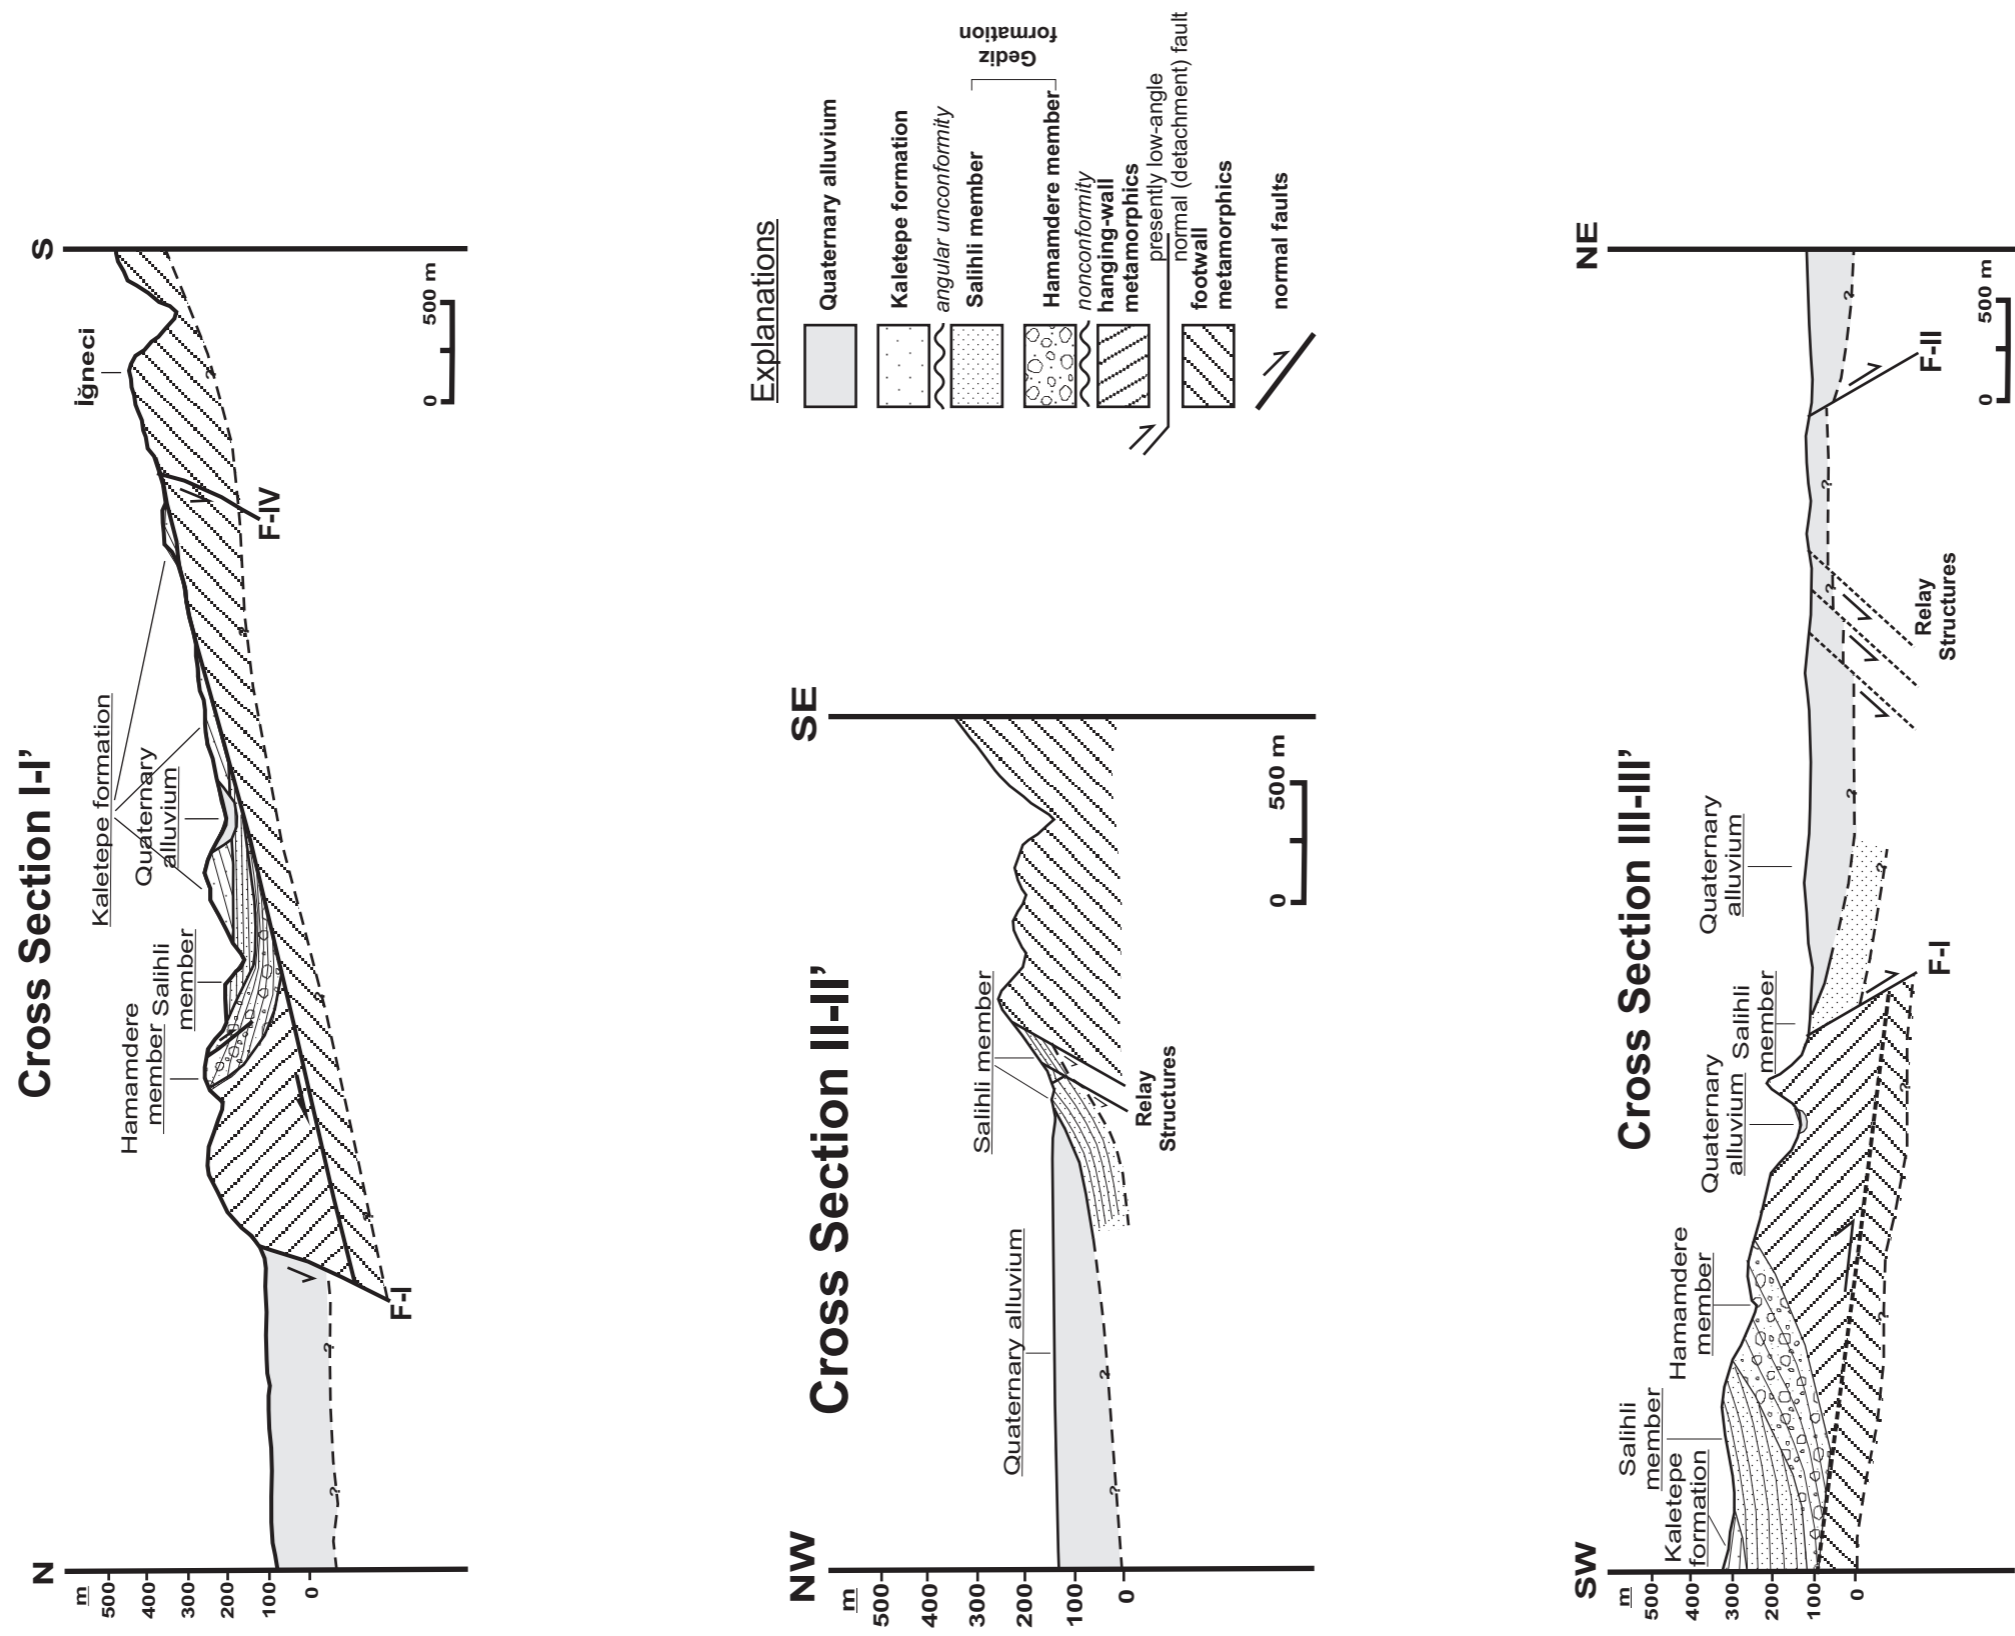 Cross Section I-I'
N
S
m
500
400
300
200
100
0
Hamamdere
member
Salihli
member
Kaletepe formation
Quaternary
alluvium
İğneci
F-I
F-IV
?
?
?
?
?
?
?
0
500 m
Cross Section II-II'
NW
SE
m
500
400
300
200
100
0
Quaternary alluvium
Salihli member
Relay
Structures
?
?
0
500 m
Explanations
Quaternary alluvium
Kaletepe formation
angular unconformity
Salihli member
Hamamdere member
Gediz
formation
nonconformity
hanging-wall
metamorphics
presently low-angle
normal (detachment) fault
footwall
metamorphics
normal faults
Cross Section III-III'
SW
NE
m
500
400
300
200
100
0
Kaletepe
formation
Salihli
member
Hamamdere
member
Quaternary
alluvium
Salihli
member
Quaternary
alluvium
F-I
Relay
Structures
F-II
?
?
?
?
?
?
?
0
500 m